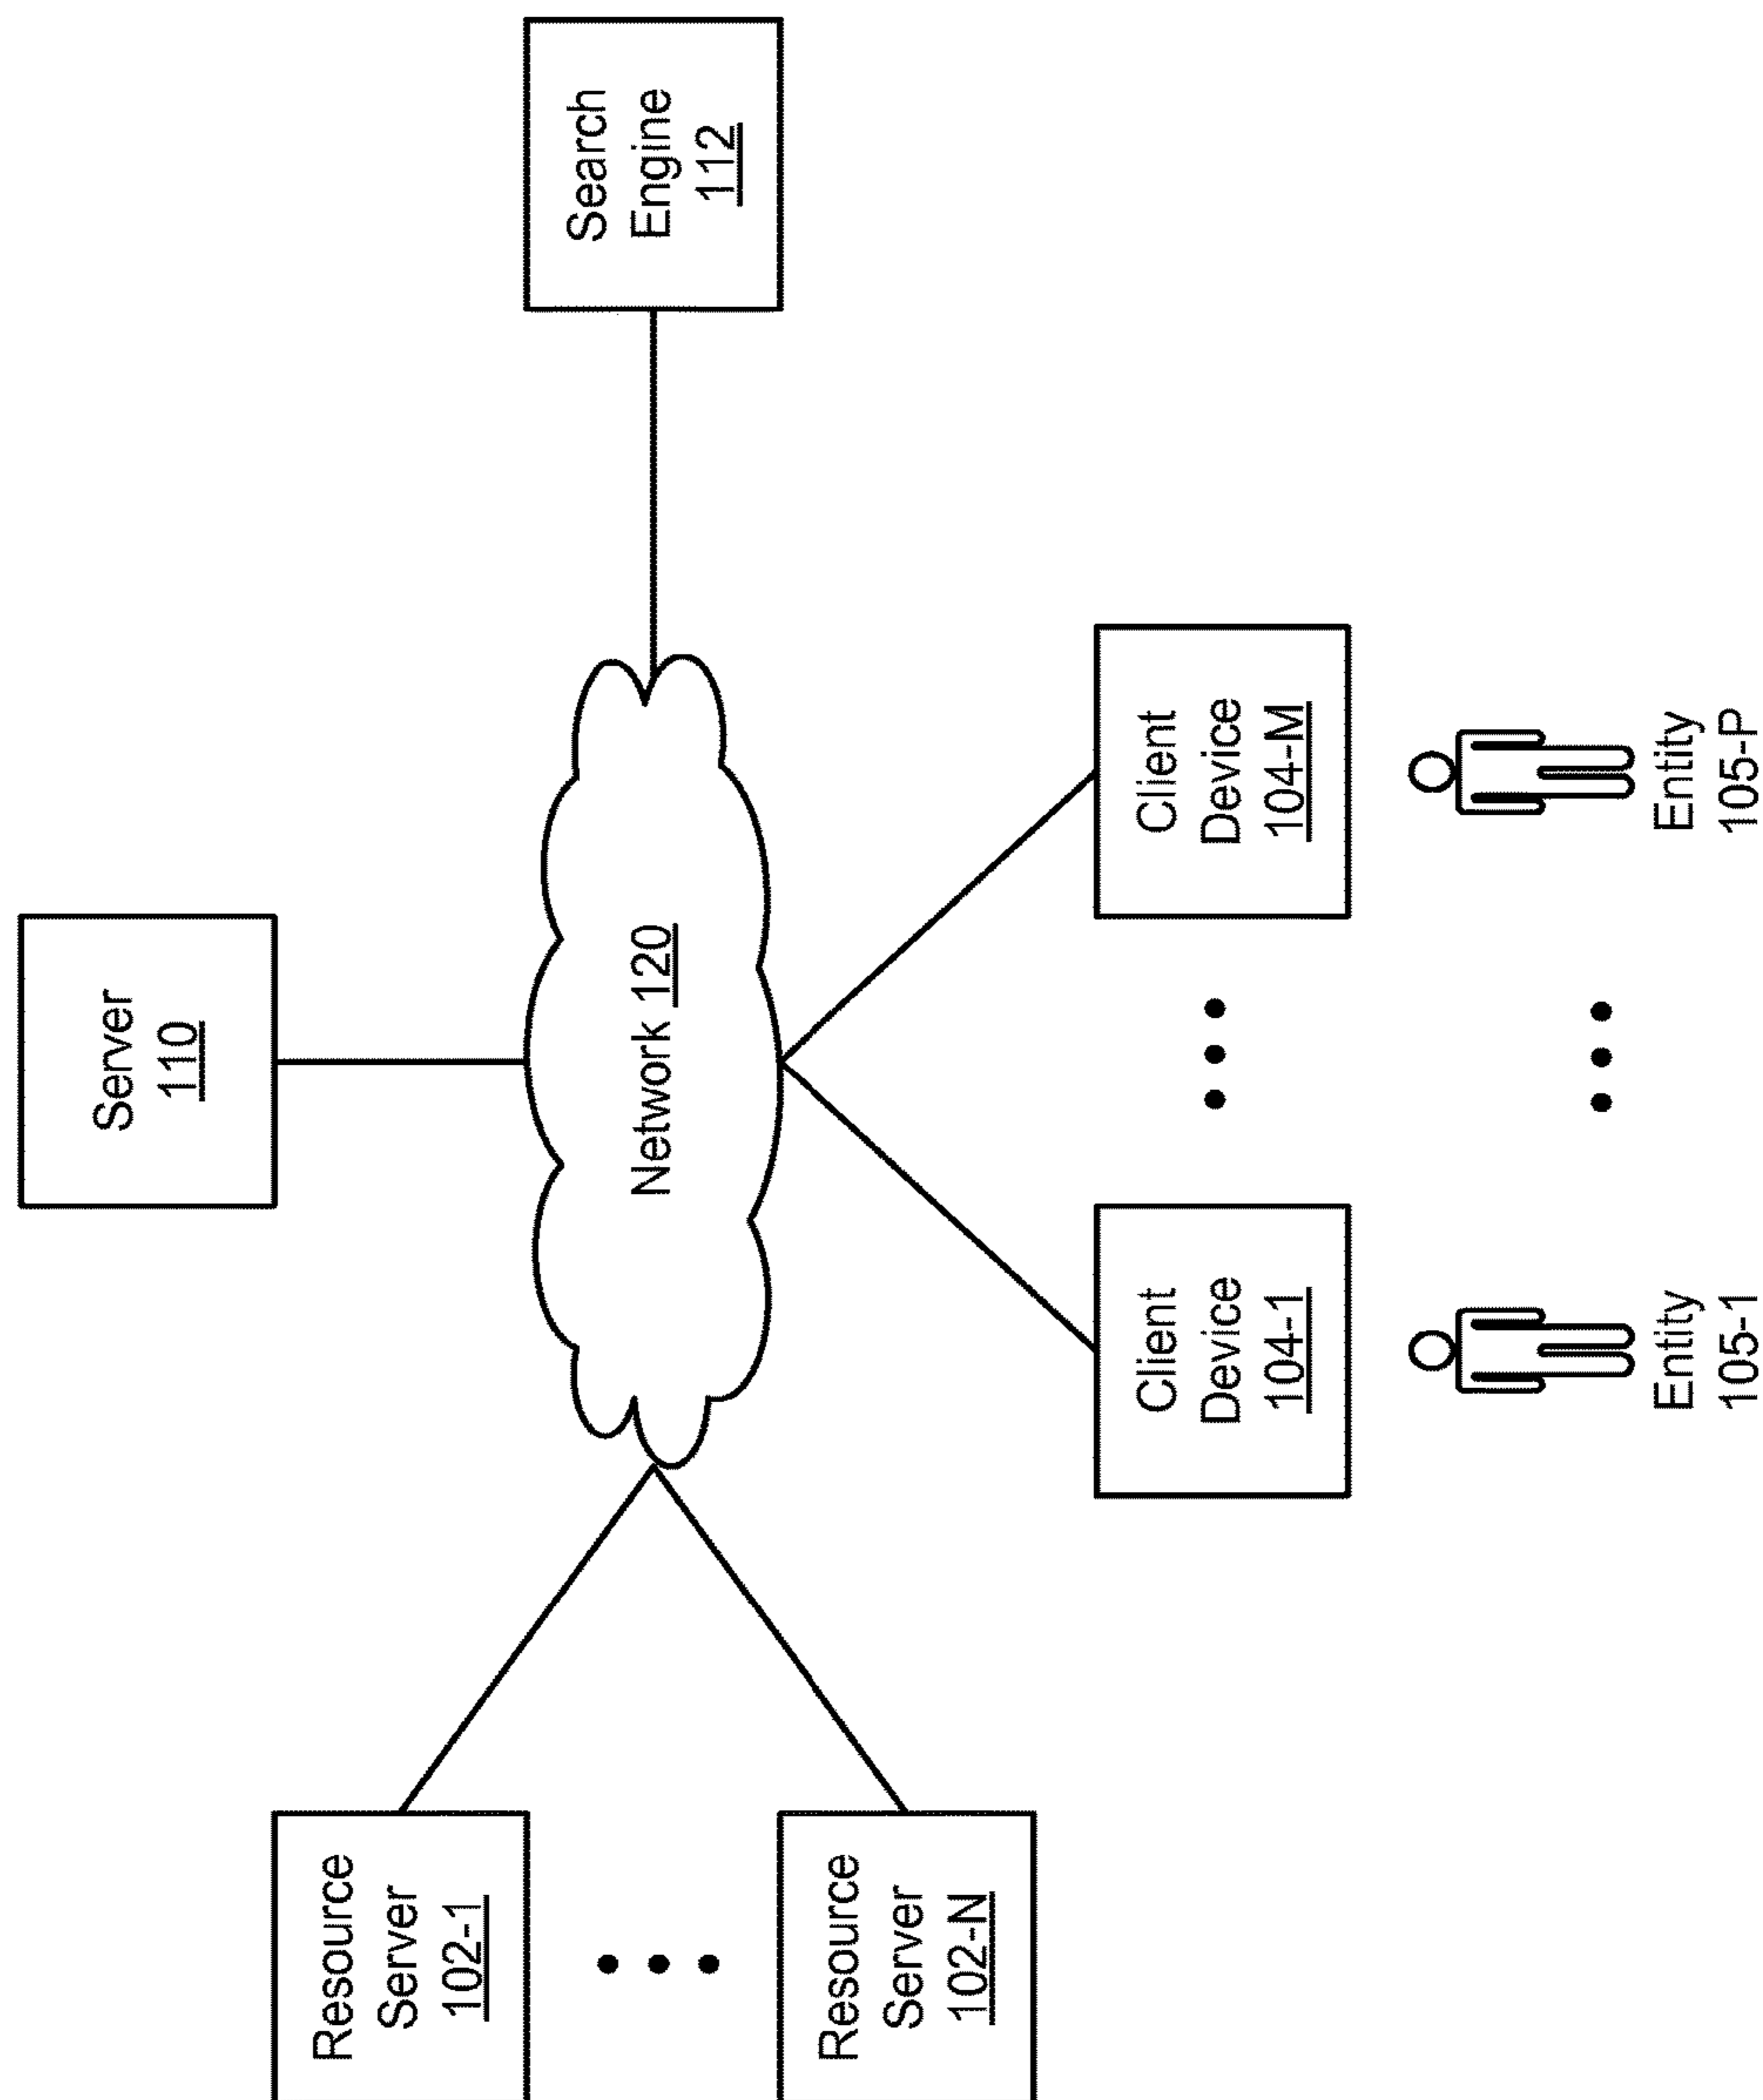 Server
110
Resource
Server
102-1
Resource
Server
102-N
Network 120
Search
Engine
112
Client
Device
104-1
Client
Device
104-M
Entity
105-1
Entity
105-P